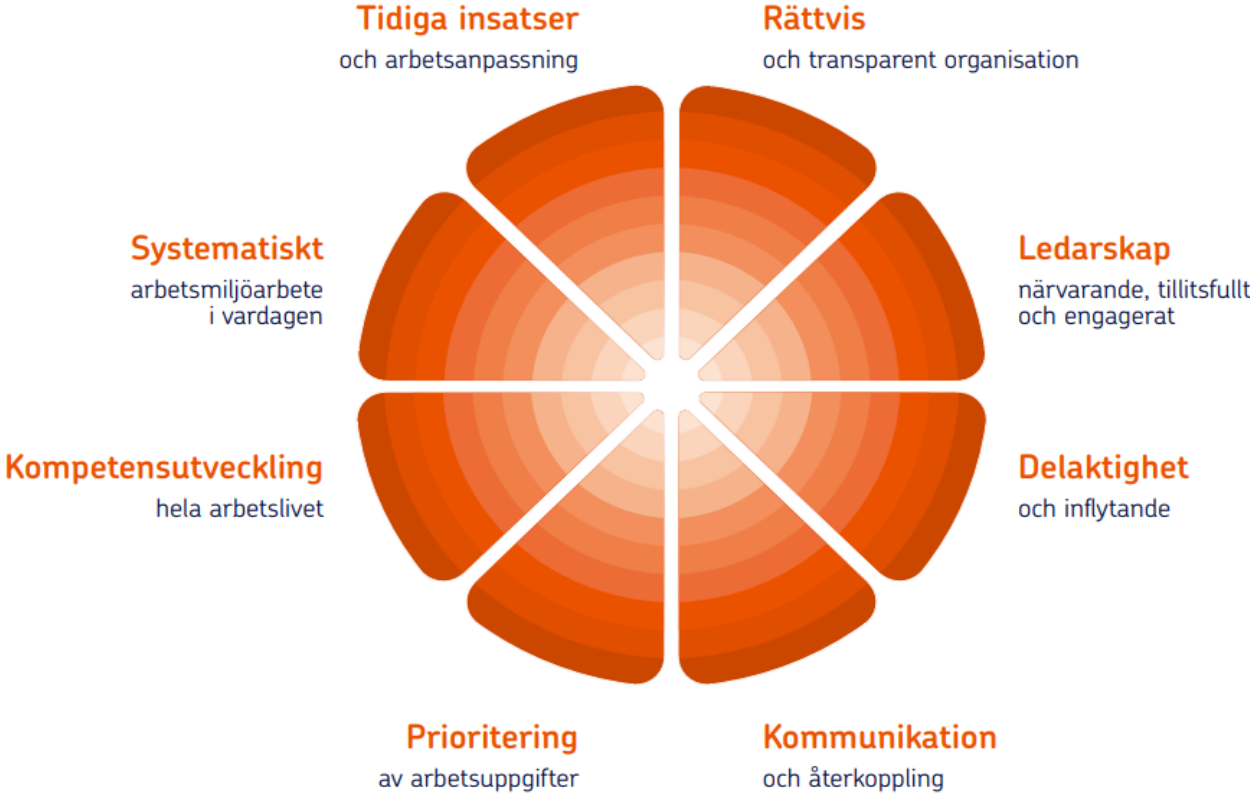 Tidiga insatser
och arbetsanpassning
Rättvis
och transparent organisation
Systematiskt
arbetsmiljöarbete
i vardagen
Ledarskap
närvarande, tillitsfullt
och engagerat
Kompetensutveckling
hela arbetslivet
Delaktighet
och inflytande
Prioritering
av arbetsuppgifter
Kommunikation
och återkoppling